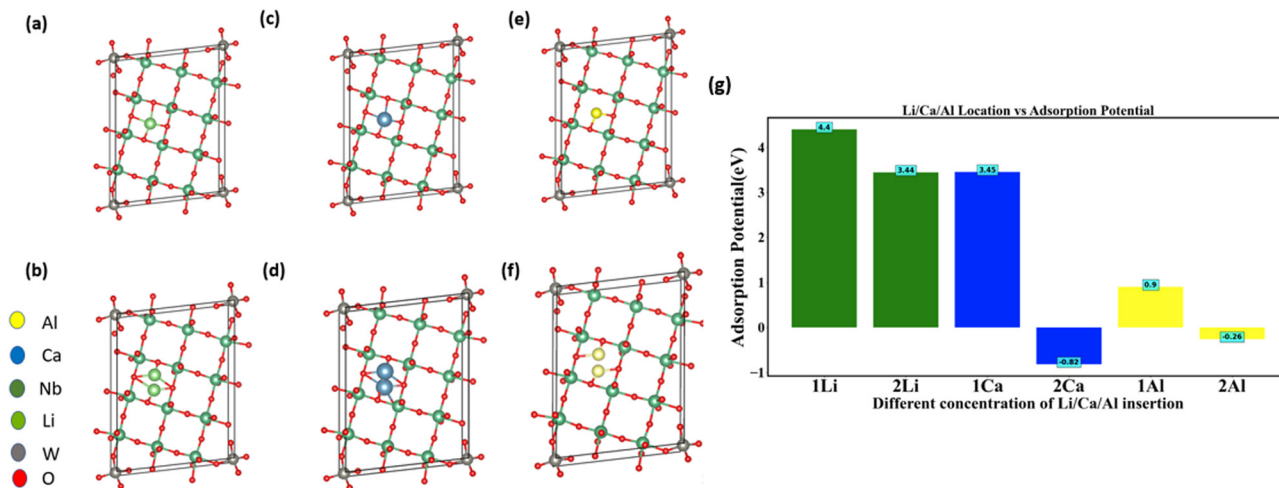 (a)
(c)
(e)
(b)
(d)
(f)
Al
Ca
Nb
Li
W
O
(g)
Li/Ca/Al Location vs Adsorption Potential
Adsorption Potential(eV)
4
3
2
1
0
−1
4.4
3.44
3.45
-0.82
0.9
-0.26
1Li
2Li
1Ca
2Ca
1Al
2Al
Different concentration of Li/Ca/Al insertion